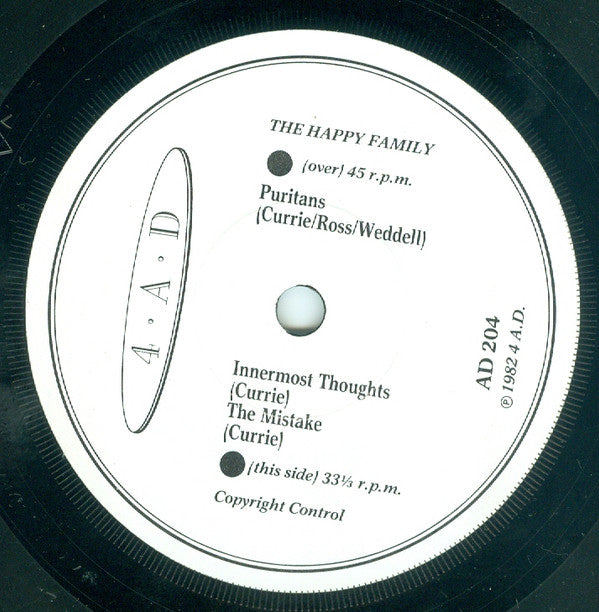 THE HAPPY FAMILY
(over) 45 r.p.m.
Puritans
(Currie/Ross/Weddell)
4·A·D
AD 204
℗ 1982 4 A.D.
Innermost Thoughts
(Currie)
The Mistake
(Currie)
(this side) 33⅓ r.p.m.
Copyright Control